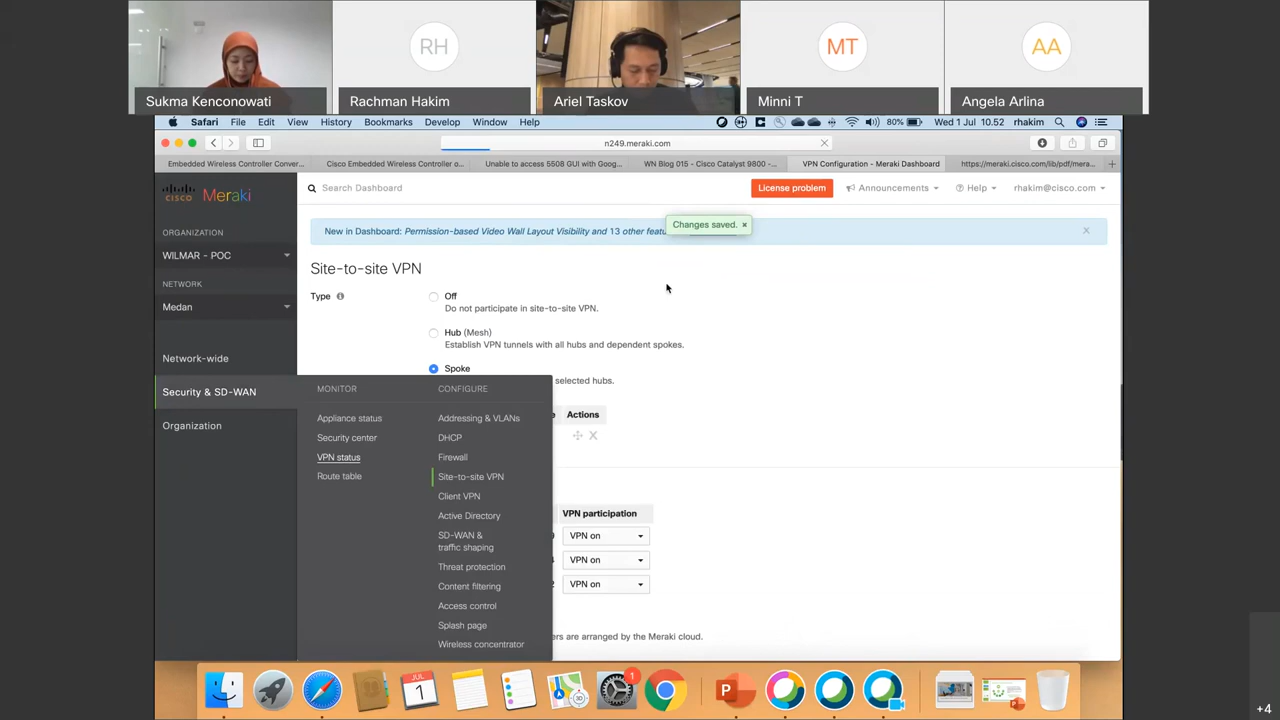 RH
MT
AA
Sukma Kenconowati
Rachman Hakim
Ariel Taskov
Minni T
Angela Arlina
Safari File Edit View History Bookmarks Develop Window Help
80% Wed 1 Jul 10.52 rhakim
n249.meraki.com
Embedded Wireless Controller Conver...
Cisco Embedded Wireless Controller o...
Unable to access 5508 GUI with Goog...
WN Blog 015 - Cisco Catalyst 9800 -...
VPN Configuration - Meraki Dashboard
https://meraki.cisco.com/lib/pdf/mera...
CISCO Meraki
Search Dashboard
License problem
Announcements
Help
rhakim@cisco.com
ORGANIZATION
WILMAR - POC
NETWORK
Medan
Network-wide
Security & SD-WAN
Organization
New in Dashboard: Permission-based Video Wall Layout Visibility and 13 other featu
Changes saved. ×
Site-to-site VPN
Type
Off
Do not participate in site-to-site VPN.
Hub (Mesh)
Establish VPN tunnels with all hubs and dependent spokes.
Spoke
selected hubs.
MONITOR
Appliance status
Security center
VPN status
Route table
CONFIGURE
Addressing & VLANs
DHCP
Firewall
Site-to-site VPN
Client VPN
Active Directory
SD-WAN &
traffic shaping
Threat protection
Content filtering
Access control
Splash page
Wireless concentrator
e Actions
VPN participation
9 VPN on
4 VPN on
2 VPN on
ers are arranged by the Meraki cloud.
JUL
1
3D
1
+4